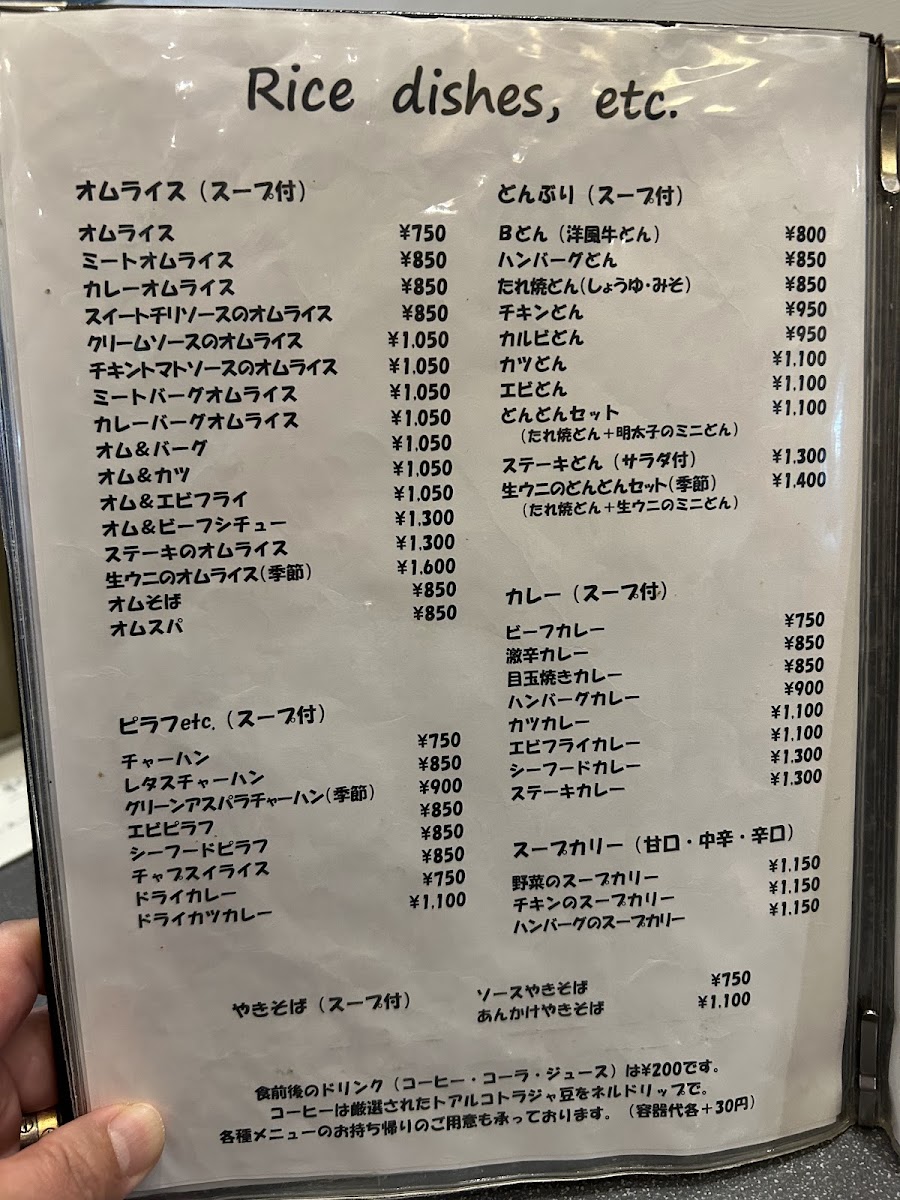 Rice dishes, etc.
オムライス（スープ付）
オムライス ¥750
ミートオムライス ¥850
カレーオムライス ¥850
スイートチリソースのオムライス ¥850
クリームソースのオムライス ¥1.050
チキントマトソースのオムライス ¥1.050
ミートバーグオムライス ¥1.050
カレーバーグオムライス ¥1.050
オム＆バーグ ¥1.050
オム＆カツ ¥1.050
オム＆エビフライ ¥1.050
オム＆ビーフシチュー ¥1.300
ステーキのオムライス ¥1.300
生ウニのオムライス（季節） ¥1.600
オムそば ¥850
オムスパ ¥850
ピラフetc.（スープ付）
チャーハン ¥750
レタスチャーハン ¥850
グリーンアスパラチャーハン（季節） ¥900
エビピラフ ¥850
シーフードピラフ ¥850
チャプスイライス ¥850
ドライカレー ¥750
ドライカツカレー ¥1.100
どんぶり（スープ付）
Bどん（洋風牛どん） ¥800
ハンバーグどん ¥850
たれ焼どん（しょうゆ・みそ） ¥850
チキンどん ¥950
カルビどん ¥950
カツどん ¥1.100
エビどん ¥1.100
どんどんセット ¥1.100
（たれ焼どん＋明太子のミニどん）
ステーキどん（サラダ付） ¥1.300
生ウニのどんどんセット（季節） ¥1.400
（たれ焼どん＋生ウニのミニどん）
カレー（スープ付）
ビーフカレー ¥750
激辛カレー ¥850
目玉焼きカレー ¥850
ハンバーグカレー ¥900
カツカレー ¥1.100
エビフライカレー ¥1.100
シーフードカレー ¥1.300
ステーキカレー ¥1.300
スープカリー（甘口・中辛・辛口）
野菜のスープカリー ¥1.150
チキンのスープカリー ¥1.150
ハンバーグのスープカリー ¥1.150
やきそば（スープ付）
ソースやきそば ¥750
あんかけやきそば ¥1.100
食前後のドリンク（コーヒー・コーラ・ジュース）は¥200です。
コーヒーは厳選されたトアルコトラジャ豆をネルドリップで。
各種メニューのお持ち帰りのご用意も承っております。（容器代各＋30円）